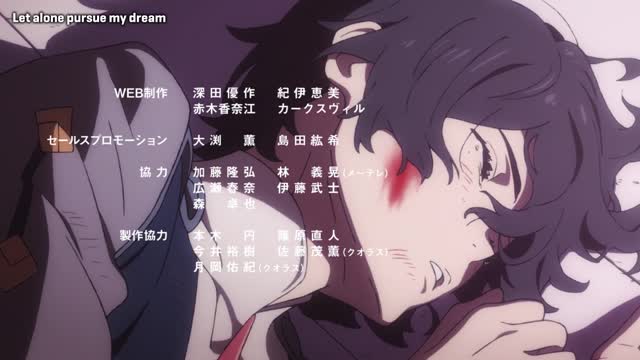 Let alone pursue my dream
WEB制作 深田優作 紀伊恵美
赤木香奈江 カークスヴィル
セールスプロモーション 大渕 薫 島田紘希
協力 加藤隆弘 林 義晃(メ〜テレ)
広瀬春奈 伊藤武士
森 卓也
製作協力 本木 円 篠原直人
今井裕樹 佐藤茂薫(クオラス)
月岡佑紀(クオラス)